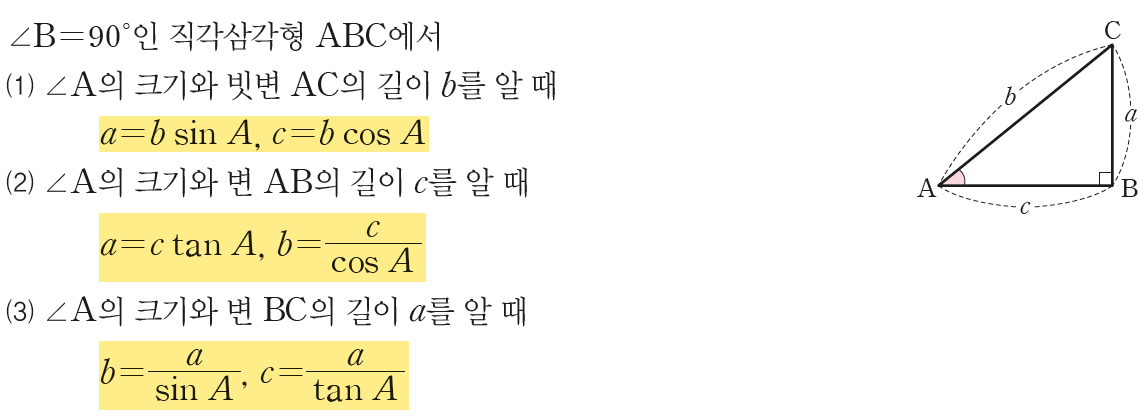 ∠B=90°인 직각삼각형 ABC에서
(1) ∠A의 크기와 빗변 AC의 길이 b를 알 때
a=b sin A, c=b cos A
(2) ∠A의 크기와 변 AB의 길이 c를 알 때
a=c tan A, b=c/cos A
(3) ∠A의 크기와 변 BC의 길이 a를 알 때
b=a/sin A, c=a/tan A
C
b
a
A
B
c